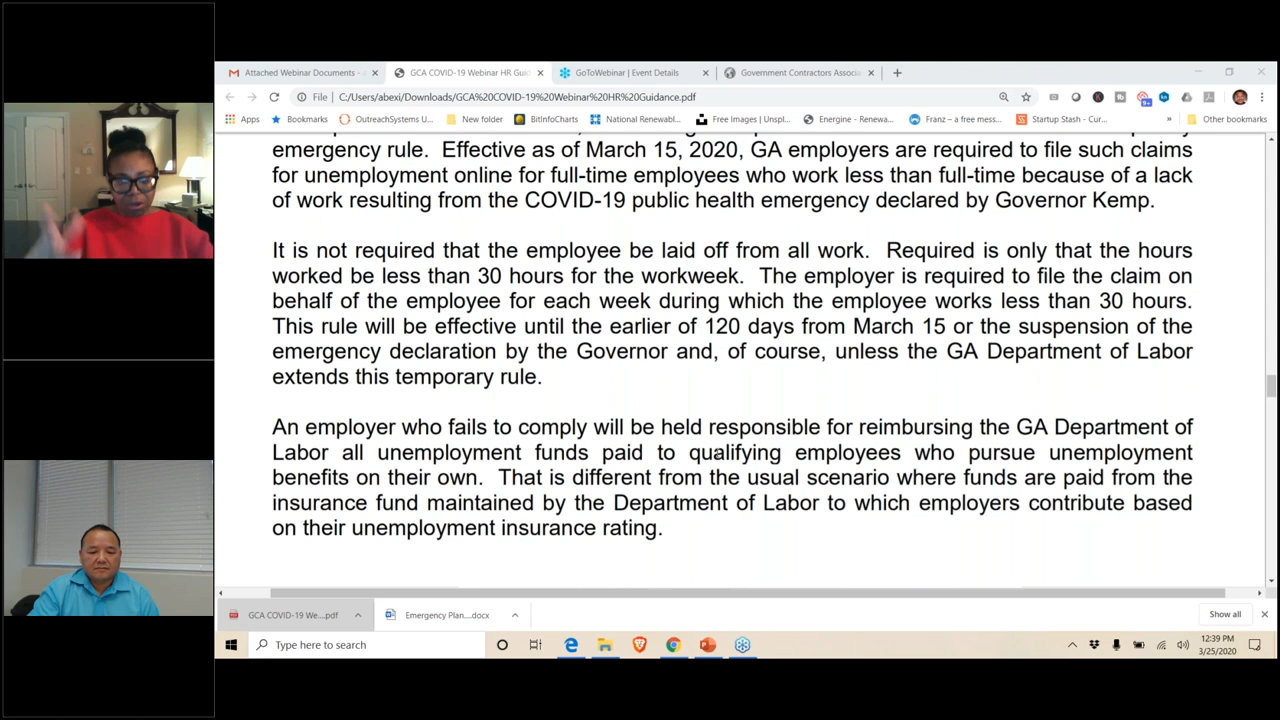 Attached Webinar Documents -
GCA COVID-19 Webinar HR Gui
GoToWebinar | Event Details
Government Contractors Associ
File
C:/Users/abexi/Downloads/GCA%20COVID-19%20Webinar%20HR%20Guidance.pdf
9+
Apps
Bookmarks
OutreachSystems U...
New folder
BitInfoCharts
National Renewabl...
Free Images | Unspl...
Energine - Renewa...
Franz – a free mess...
Startup Stash - Cur...
»
Other bookmarks
emergency rule. Effective as of March 15, 2020, GA employers are required to file such claims
for unemployment online for full-time employees who work less than full-time because of a lack
of work resulting from the COVID-19 public health emergency declared by Governor Kemp.
It is not required that the employee be laid off from all work. Required is only that the hours
worked be less than 30 hours for the workweek. The employer is required to file the claim on
behalf of the employee for each week during which the employee works less than 30 hours.
This rule will be effective until the earlier of 120 days from March 15 or the suspension of the
emergency declaration by the Governor and, of course, unless the GA Department of Labor
extends this temporary rule.
An employer who fails to comply will be held responsible for reimbursing the GA Department of
Labor all unemployment funds paid to qualifying employees who pursue unemployment
benefits on their own. That is different from the usual scenario where funds are paid from the
insurance fund maintained by the Department of Labor to which employers contribute based
on their unemployment insurance rating.
GCA COVID-19 We....pdf
Emergency Plan....docx
Show all
Type here to search
12:39 PM
3/25/2020